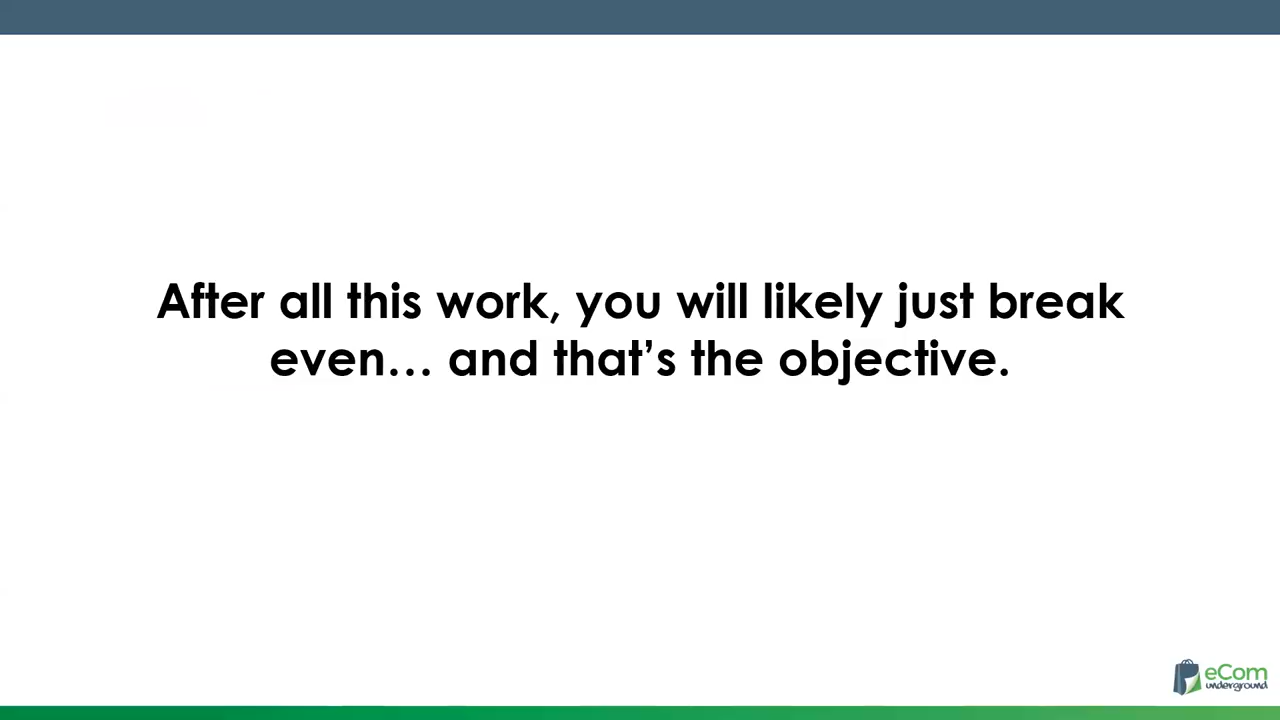 After all this work, you will likely just break
even… and that’s the objective.
eCom
underground